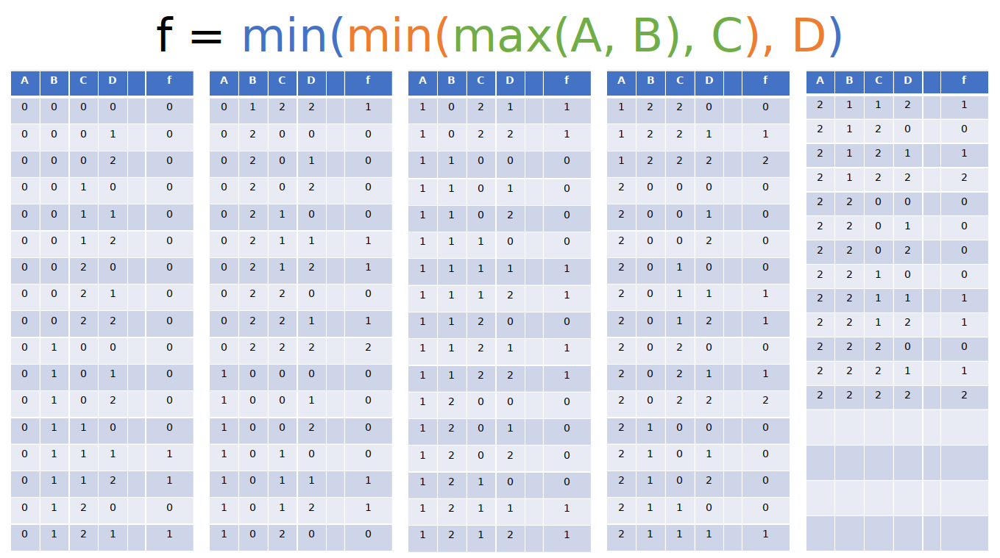 f = min(min(max(A, B), C), D)
A B C D f
0 0 0 0 0
0 0 0 1 0
0 0 0 2 0
0 0 1 0 0
0 0 1 1 0
0 0 1 2 0
0 0 2 0 0
0 0 2 1 0
0 0 2 2 0
0 1 0 0 0
0 1 0 1 0
0 1 0 2 0
0 1 1 0 0
0 1 1 1 1
0 1 1 2 1
0 1 2 0 0
0 1 2 1 1
A B C D f
0 1 2 2 1
0 2 0 0 0
0 2 0 1 0
0 2 0 2 0
0 2 1 0 0
0 2 1 1 1
0 2 1 2 1
0 2 2 0 0
0 2 2 1 1
0 2 2 2 2
1 0 0 0 0
1 0 0 1 0
1 0 0 2 0
1 0 1 0 0
1 0 1 1 1
1 0 1 2 1
1 0 2 0 0
A B C D f
1 0 2 1 1
1 0 2 2 1
1 1 0 0 0
1 1 0 1 0
1 1 0 2 0
1 1 1 0 0
1 1 1 1 1
1 1 1 2 1
1 1 2 0 0
1 1 2 1 1
1 1 2 2 1
1 2 0 0 0
1 2 0 1 0
1 2 0 2 0
1 2 1 0 0
1 2 1 1 1
1 2 1 2 1
A B C D f
1 2 2 0 0
1 2 2 1 1
1 2 2 2 2
2 0 0 0 0
2 0 0 1 0
2 0 0 2 0
2 0 1 0 0
2 0 1 1 1
2 0 1 2 1
2 0 2 0 0
2 0 2 1 1
2 0 2 2 2
2 1 0 0 0
2 1 0 1 0
2 1 0 2 0
2 1 1 0 0
2 1 1 1 1
A B C D f
2 1 1 2 1
2 1 2 0 0
2 1 2 1 1
2 1 2 2 2
2 2 0 0 0
2 2 0 1 0
2 2 0 2 0
2 2 1 0 0
2 2 1 1 1
2 2 1 2 1
2 2 2 0 0
2 2 2 1 1
2 2 2 2 2